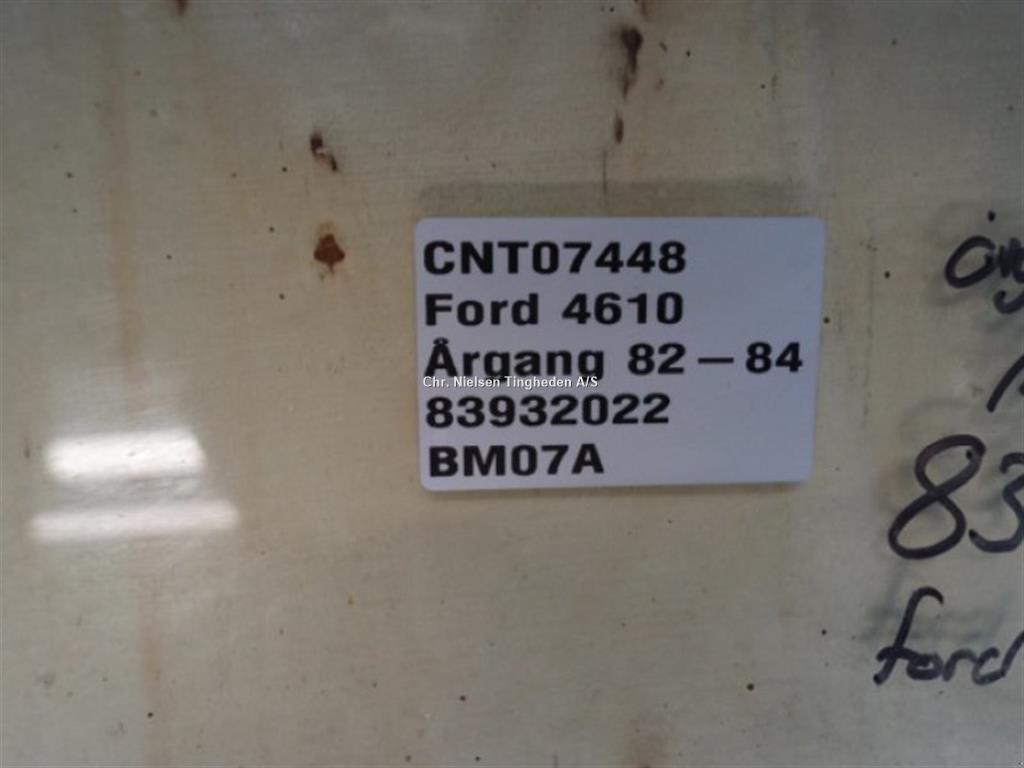 CNT07448
Ford 4610
Årgang 82 – 84
Chr. Nielsen Tingheden A/S
83932022
BM07A
83
ford